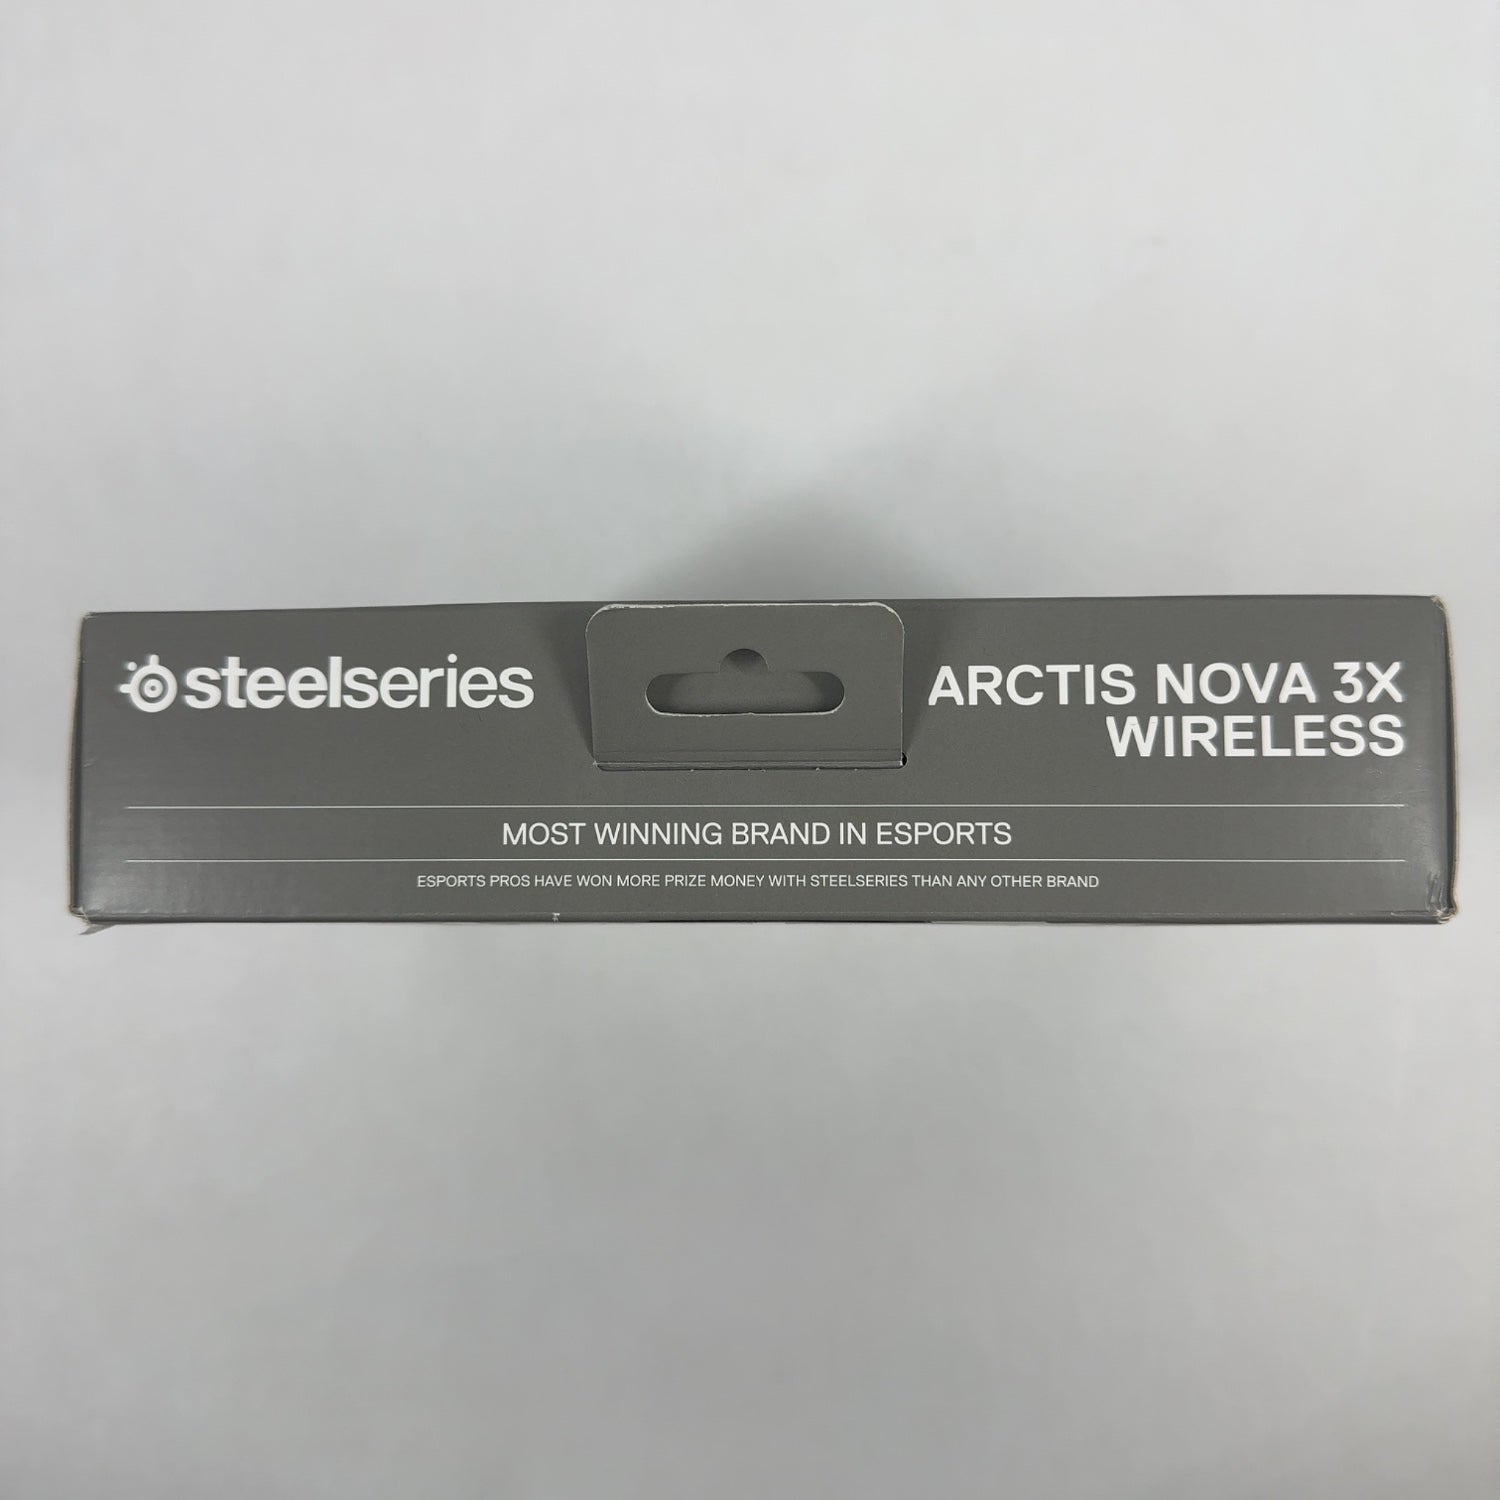 steelseries
ARCTIS NOVA 3X
WIRELESS
MOST WINNING BRAND IN ESPORTS
ESPORTS PROS HAVE WON MORE PRIZE MONEY WITH STEELSERIES THAN ANY OTHER BRAND